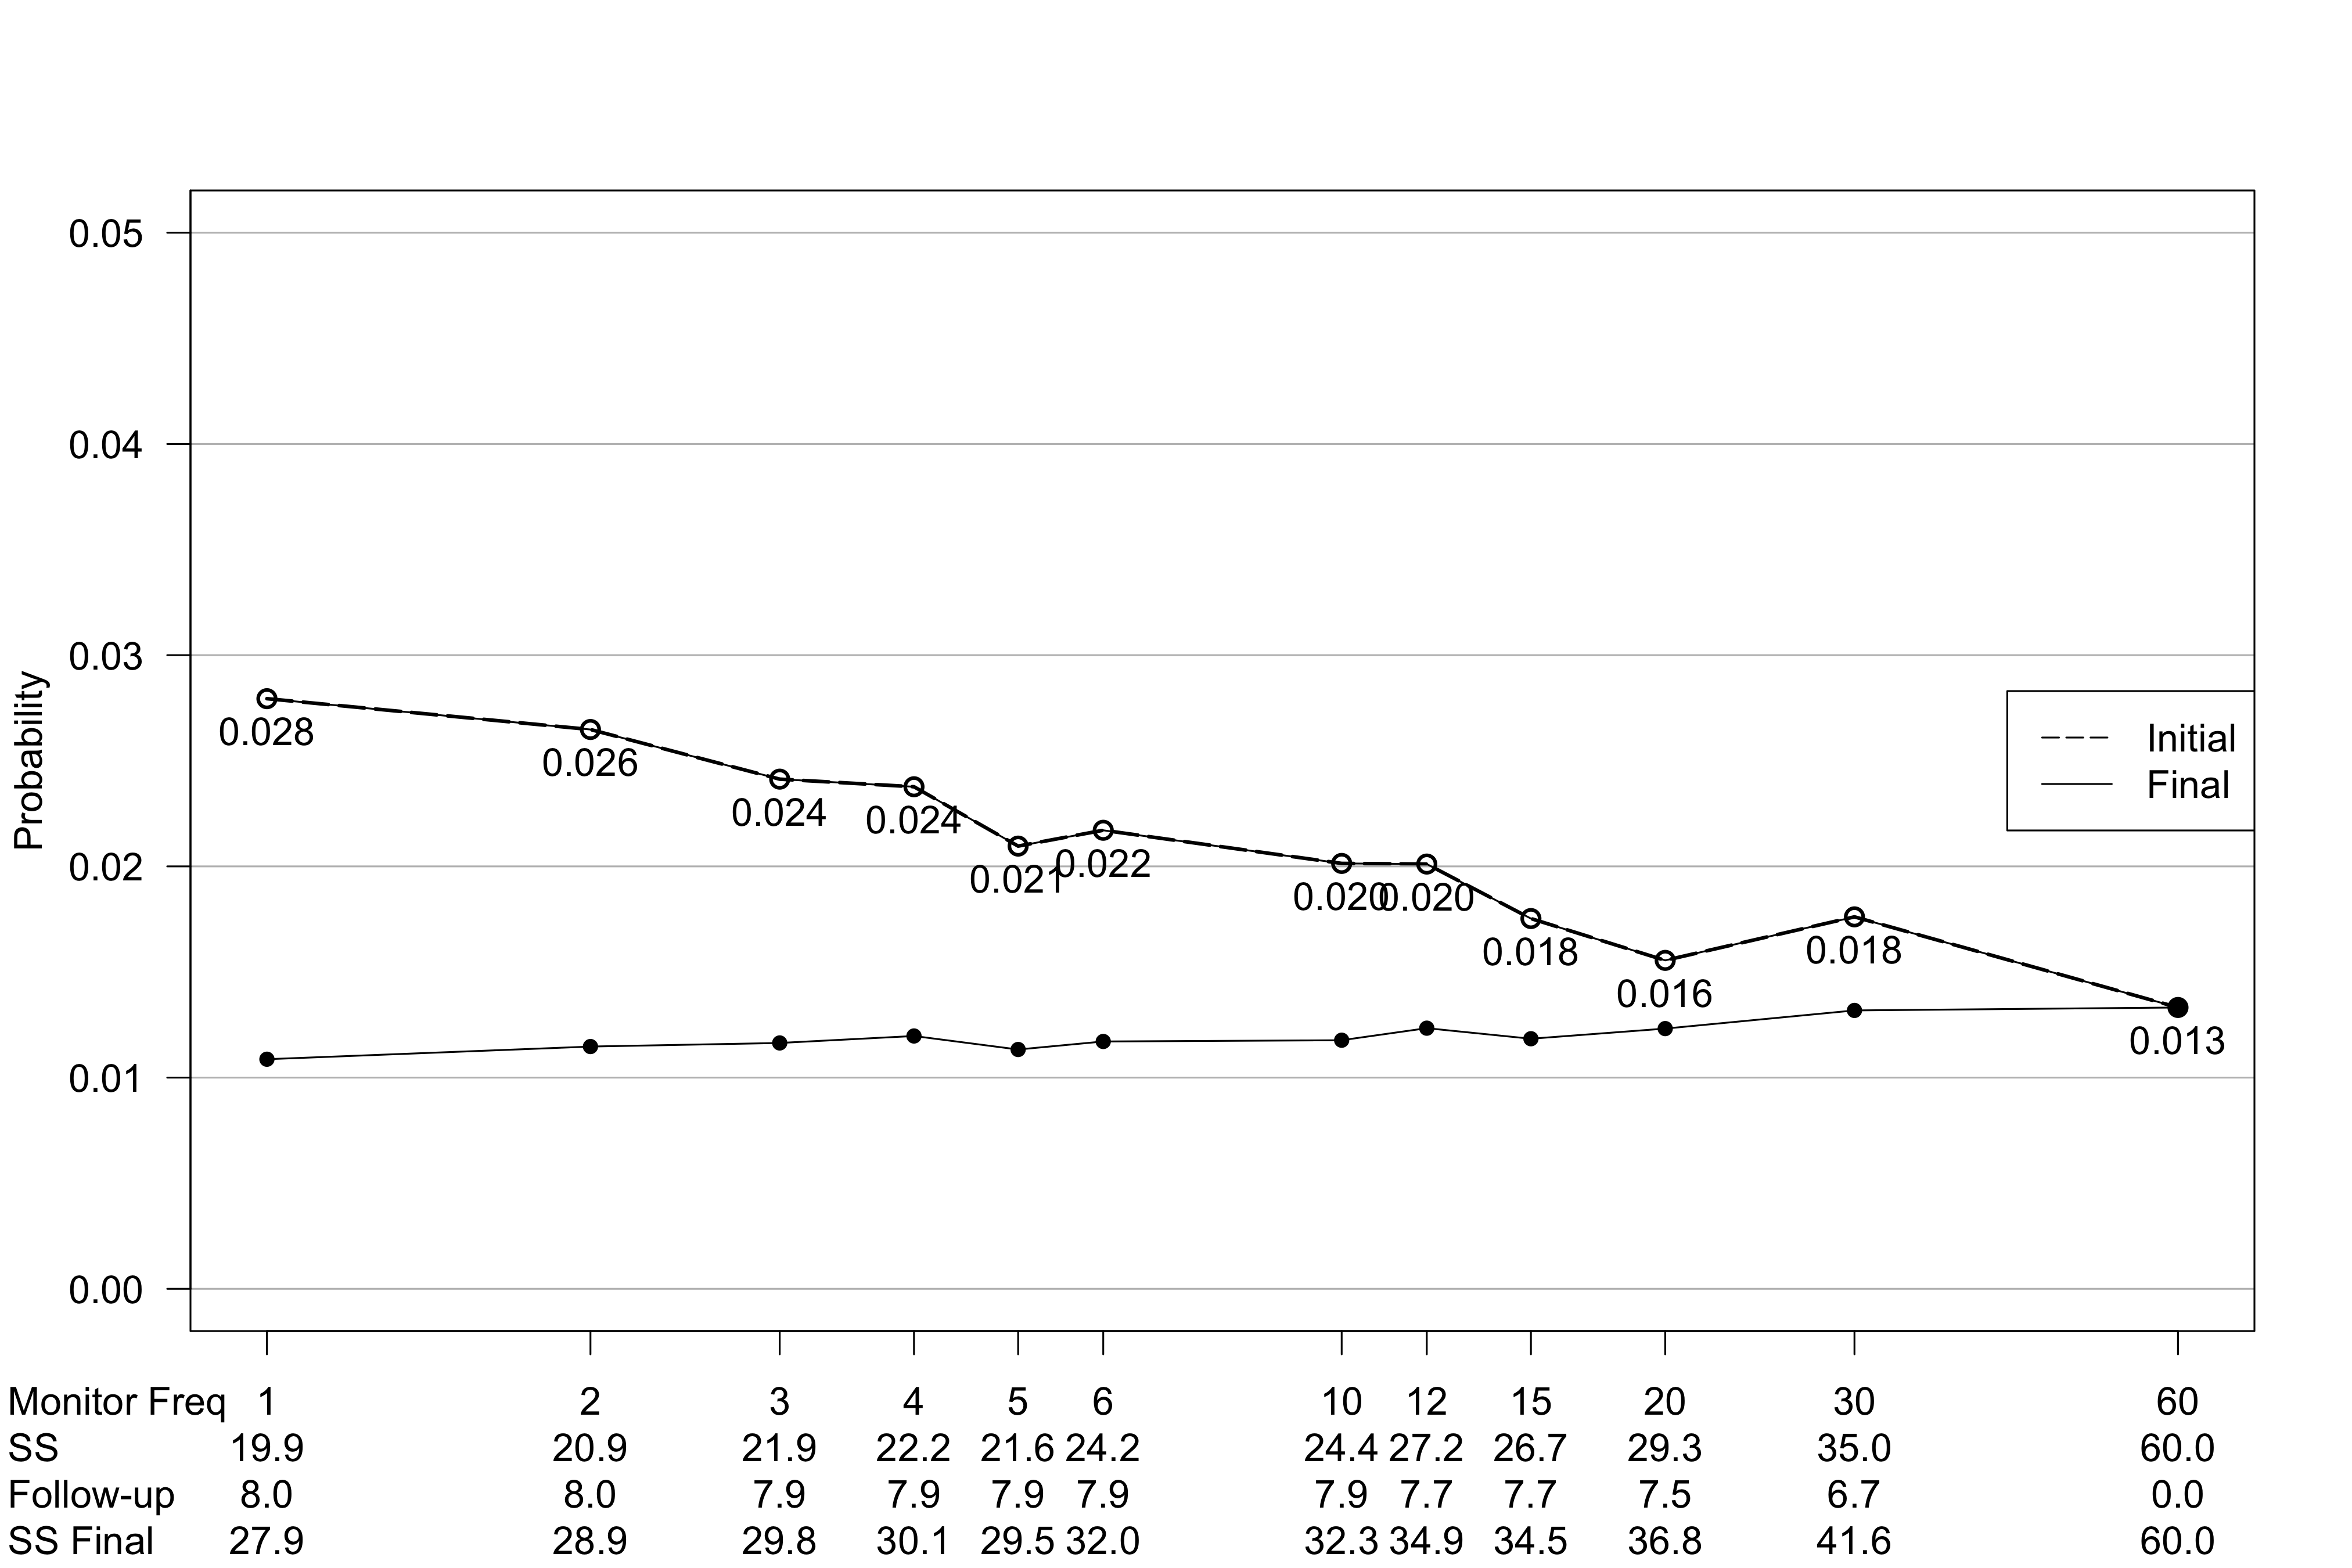 0.05
0.04
0.03
0.02
0.01
0.00
Probability
0.028
0.026
0.024
0.024
0.021
0.022
0.020
0.020
0.018
0.016
0.018
0.013
Initial
Final
Monitor Freq 1 2 3 4 5 6 10 12 15 20 30 60
SS 19.9 20.9 21.9 22.2 21.6 24.2 24.4 27.2 26.7 29.3 35.0 60.0
Follow-up 8.0 8.0 7.9 7.9 7.9 7.9 7.9 7.7 7.7 7.5 6.7 0.0
SS Final 27.9 28.9 29.8 30.1 29.5 32.0 32.3 34.9 34.5 36.8 41.6 60.0